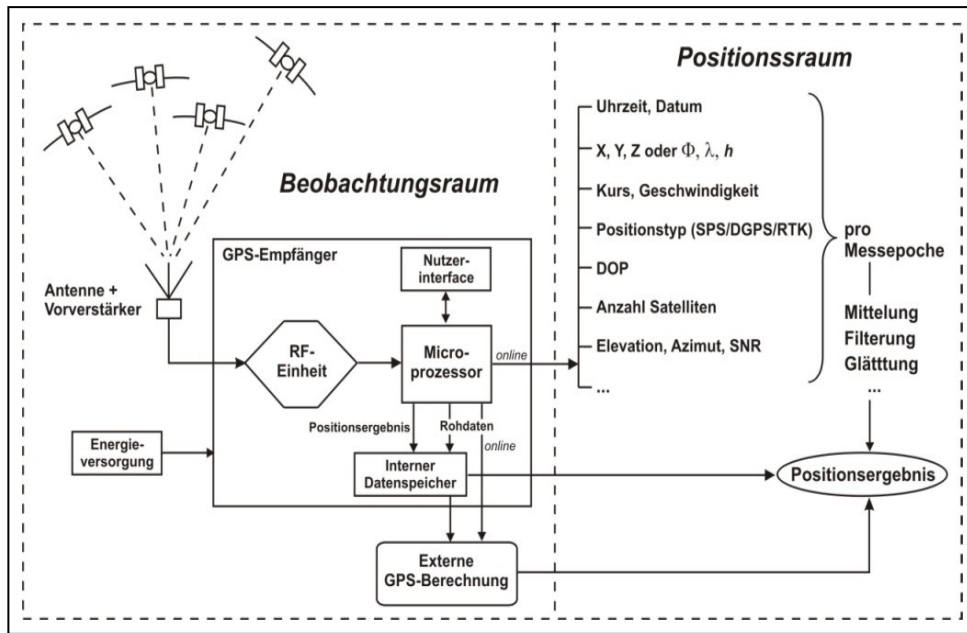 Positionssraum
Beobachtungsraum
Uhrzeit, Datum
X, Y, Z oder Φ, λ, h
Kurs, Geschwindigkeit
Positionstyp (SPS/DGPS/RTK)
DOP
Anzahl Satelliten
Elevation, Azimut, SNR
...
pro
Messepoche
Mittelung
Filterung
Glätttung
...
Positionsergebnis
GPS-Empfänger
Antenne +
Vorverstärker
Nutzer-
interface
RF-
Einheit
Micro-
prozessor
online
Positionsergebnis
Rohdaten
online
Energie-
versorgung
Interner
Datenspeicher
Externe
GPS-Berechnung